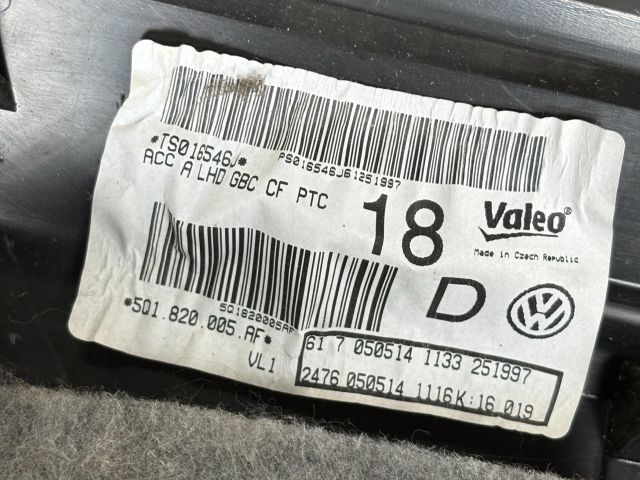 PS016546J61251997
*TS016546J*
ACC A LHD GBC CF PTC
18
Valeo®
Made in Czech Republic
D
5Q1820005AF
*5Q1.820.005.AF*
VL1
61 7 050514 1133 251997
2476 050514 1116K:16 019